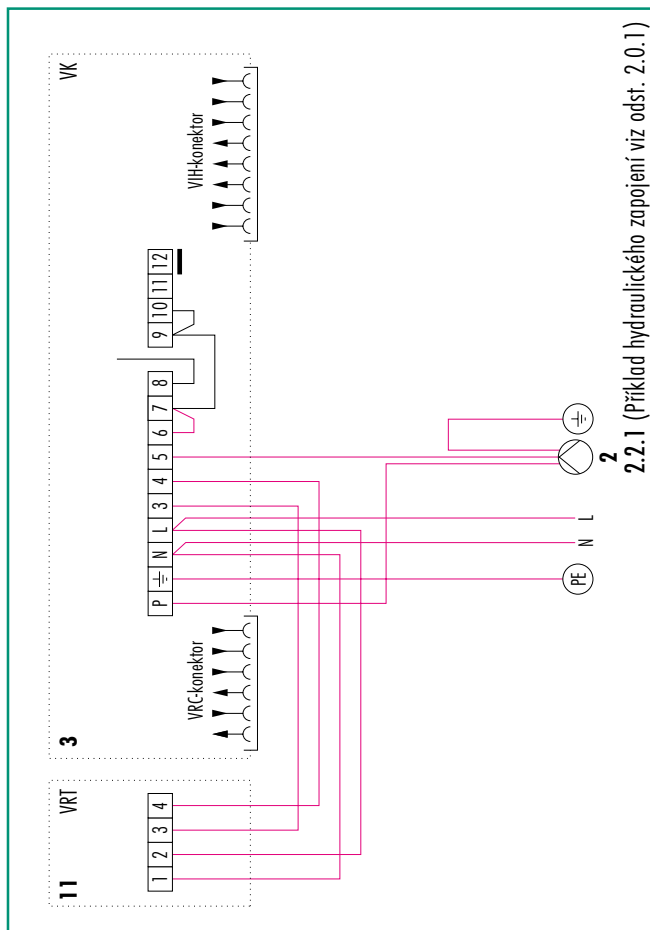 11
VRT
1 2 3 4
3
VK
VRC-konektor
P N L 3 4 5 6 7 8
9 10 11 12
VIH-konektor
PE
N
L
2
2.2.1 (Příklad hydraulického zapojení viz odst. 2.0.1)